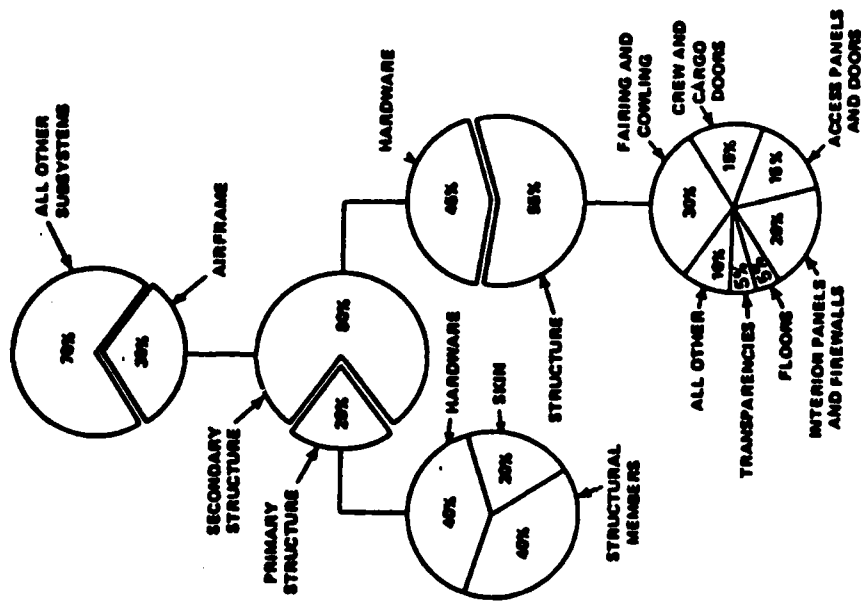 ALL OTHER
SUBSYSTEMS
70%
30%
AIRFRAME
SECONDARY
STRUCTURE
80%
20%
PRIMARY
STRUCTURE
HARDWARE
40%
20%
SKIN
40%
STRUCTURAL
MEMBERS
HARDWARE
45%
55%
STRUCTURE
FAIRING AND
COWLING
CREW AND
CARGO
DOORS
30%
15%
15%
ACCESS PANELS
AND DOORS
20%
5%
5%
10%
ALL OTHER
TRANSPARENCIES
FLOORS
INTERIOR PANELS
AND FIREWALLS